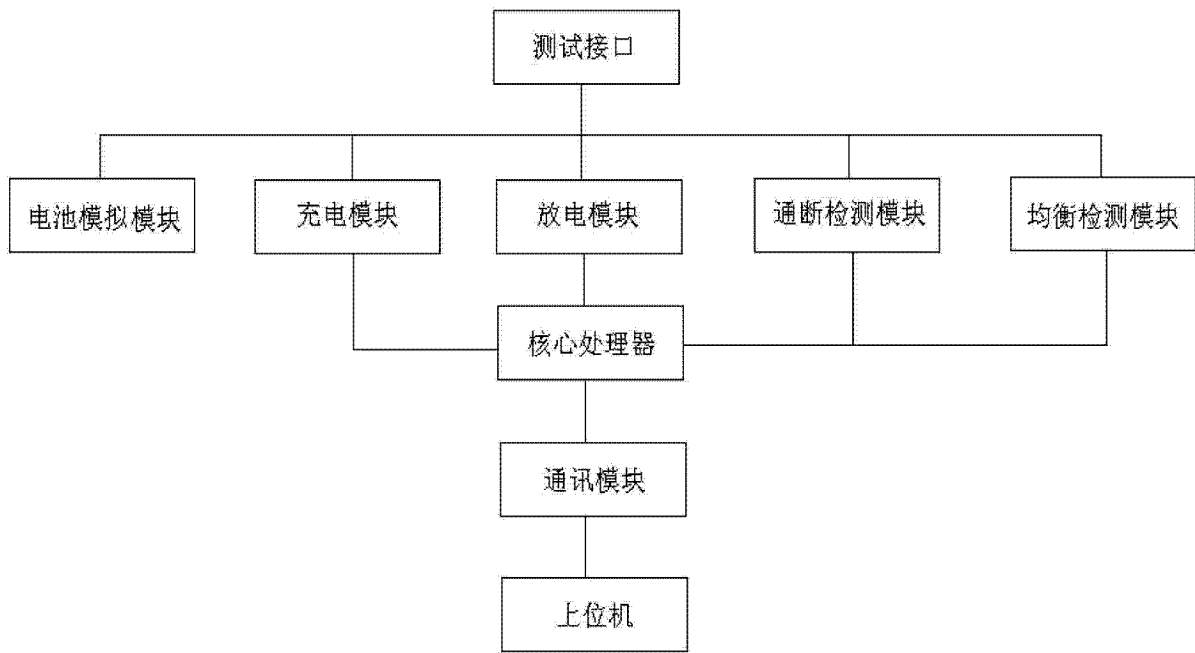 测试接口
电池模拟模块
充电模块
放电模块
通断检测模块
均衡检测模块
核心处理器
通讯模块
上位机